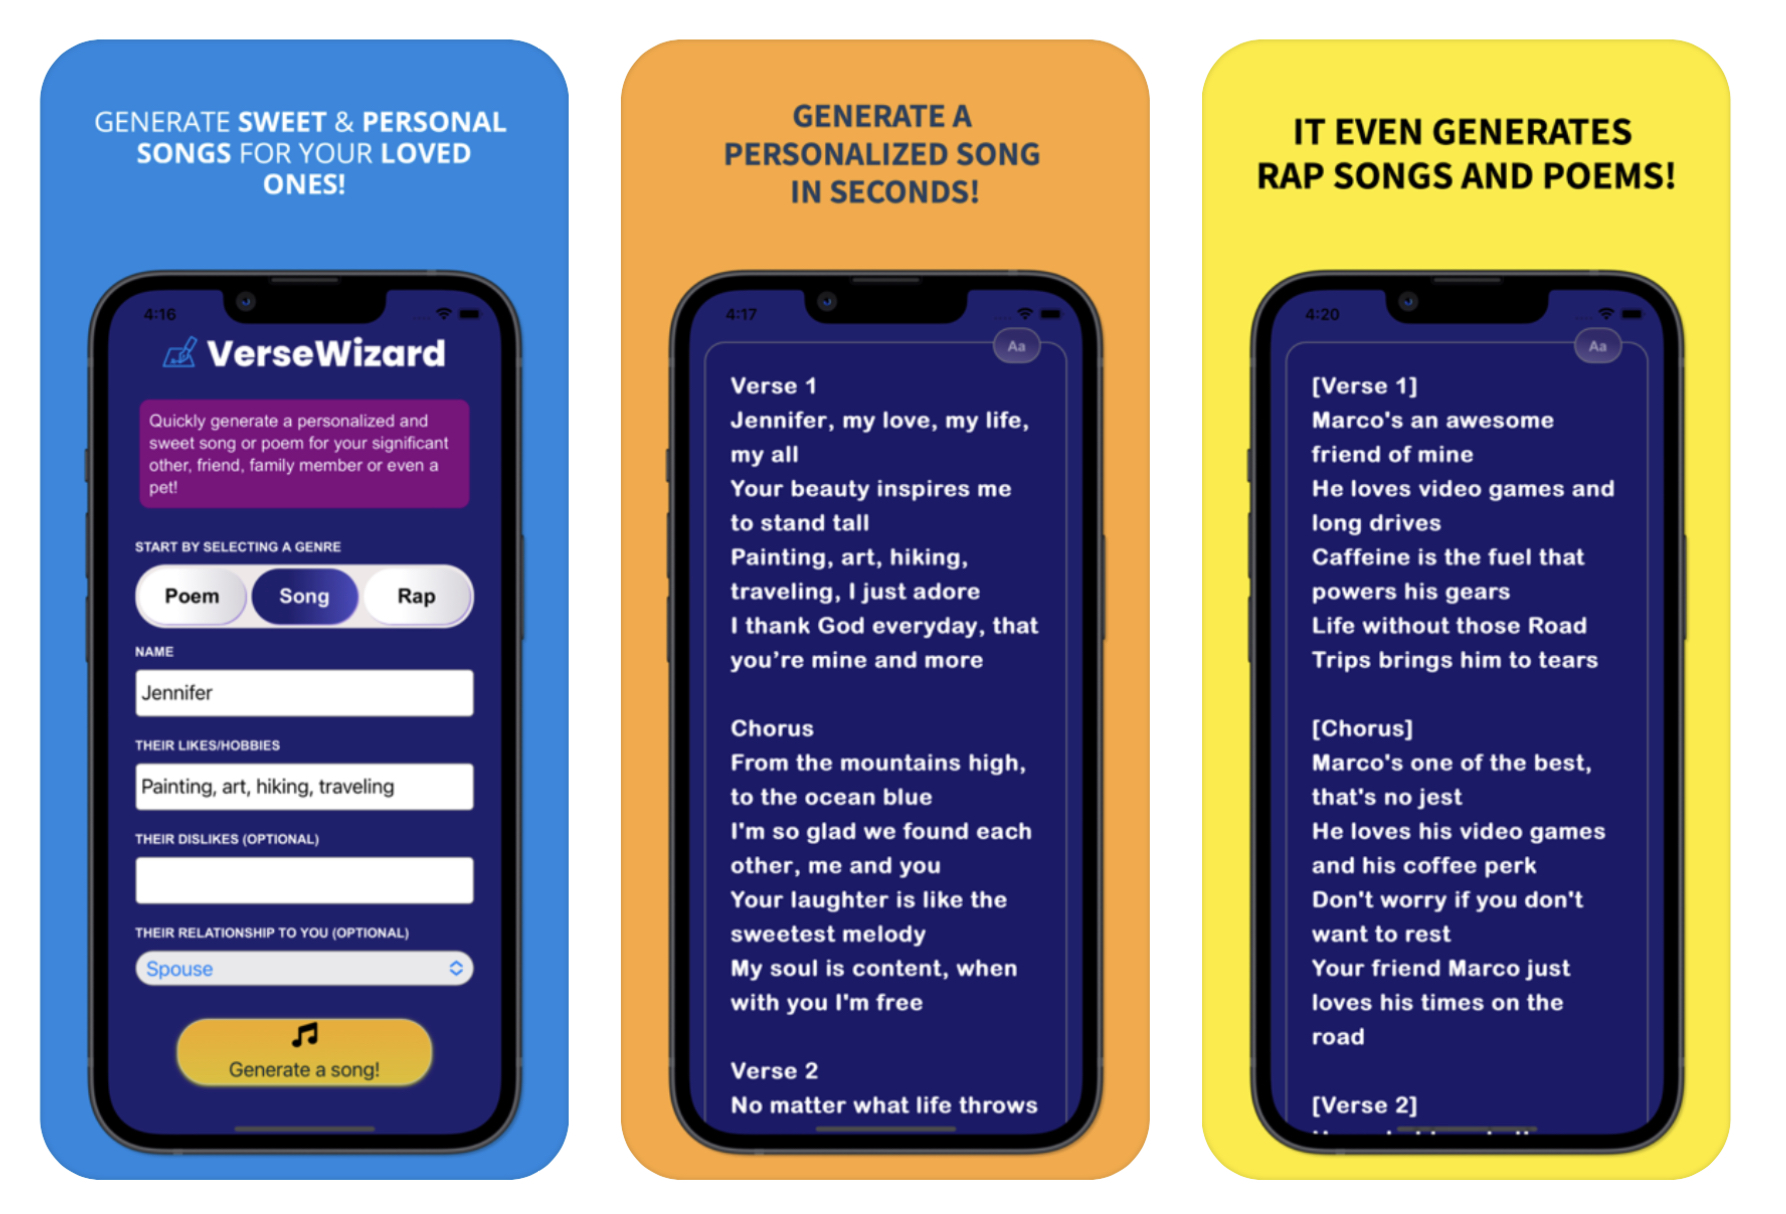 GENERATE SWEET & PERSONAL
SONGS FOR YOUR LOVED
ONES!
4:16
VerseWizard
Quickly generate a personalized and
sweet song or poem for your significant
other, friend, family member or even a
pet!
START BY SELECTING A GENRE
Poem Song Rap
NAME
Jennifer
THEIR LIKES/HOBBIES
Painting, art, hiking, traveling
THEIR DISLIKES (OPTIONAL)
THEIR RELATIONSHIP TO YOU (OPTIONAL)
Spouse
Generate a song!
GENERATE A
PERSONALIZED SONG
IN SECONDS!
4:17
Aa
Verse 1
Jennifer, my love, my life,
my all
Your beauty inspires me
to stand tall
Painting, art, hiking,
traveling, I just adore
I thank God everyday, that
you’re mine and more
Chorus
From the mountains high,
to the ocean blue
I'm so glad we found each
other, me and you
Your laughter is like the
sweetest melody
My soul is content, when
with you I'm free
Verse 2
No matter what life throws
IT EVEN GENERATES
RAP SONGS AND POEMS!
4:20
Aa
[Verse 1]
Marco's an awesome
friend of mine
He loves video games and
long drives
Caffeine is the fuel that
powers his gears
Life without those Road
Trips brings him to tears
[Chorus]
Marco's one of the best,
that's no jest
He loves his video games
and his coffee perk
Don't worry if you don't
want to rest
Your friend Marco just
loves his times on the
road
[Verse 2]